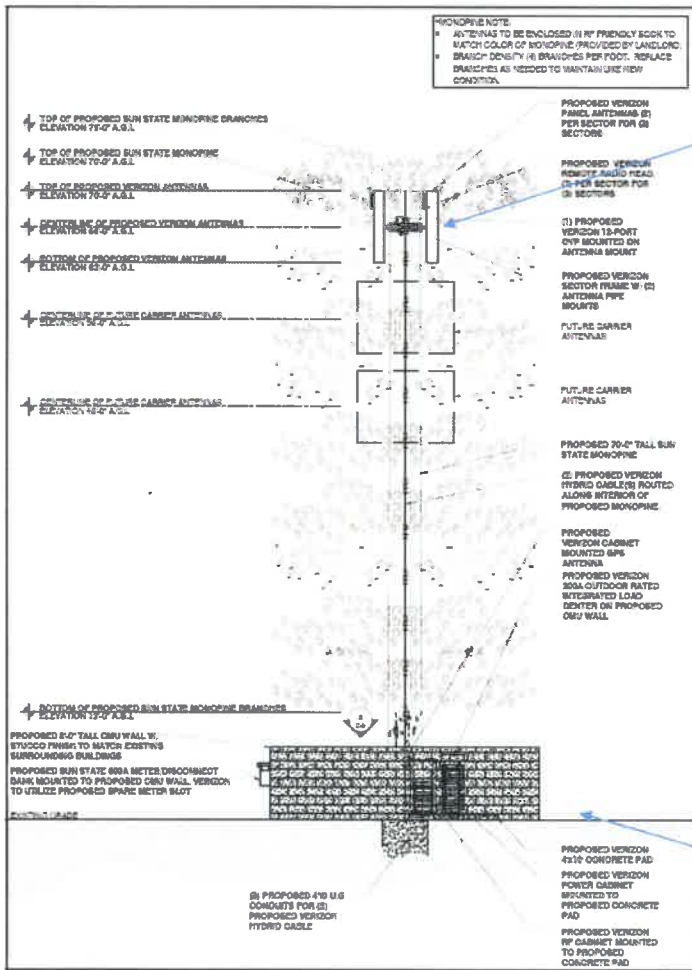 *MONOPINE NOTE:
• ANTENNAS TO BE ENCLOSED IN RF FRIENDLY SOCK TO
MATCH COLOR OF MONOPINE (PROVIDED BY LANDLORD)
• BRANCH DENSITY (4) BRANCHES PER FOOT. REPLACE
BRANCHES AS NEEDED TO MAINTAIN LIKE NEW
CONDITION.
TOP OF PROPOSED SUN STATE MONOPINE BRANCHES
ELEVATION A.G.L
TOP OF PROPOSED SUN STATE MONOPINE
ELEVATION 70'-0" A.G.L
TOP OF PROPOSED VERIZON ANTENNAS
ELEVATION 70'-0" A.G.L
CENTERLINE OF PROPOSED VERIZON ANTENNAS
ELEVATION 66'-0" A.G.L
BOTTOM OF PROPOSED VERIZON ANTENNAS
ELEVATION 62'-0" A.G.L
CENTERLINE OF FUTURE CARRIER ANTENNAS
ELEVATION A.G.L
CENTERLINE OF FUTURE CARRIER ANTENNAS
ELEVATION A.G.L
BOTTOM OF PROPOSED SUN STATE MONOPINE BRANCHES
ELEVATION A.G.L
PROPOSED 8'-0" TALL CMU WALL W/
STUCCO FINISH TO MATCH EXISTING
SURROUNDING BUILDINGS
PROPOSED SUN STATE 600A METER/DISCONNECT
BANK MOUNTED TO PROPOSED CMU WALL. VERIZON
TO UTILIZE PROPOSED SPARE METER SLOT
EXISTING GRADE
PROPOSED VERIZON
PANEL ANTENNAS (2)
PER SECTOR FOR (3)
SECTORS
PROPOSED VERIZON
REMOTE RADIO HEAD
PER SECTOR FOR
(3) SECTORS
(1) PROPOSED
VERIZON 12-PORT
OVP MOUNTED ON
ANTENNA MOUNT
PROPOSED VERIZON
SECTOR FRAME W/ (2)
ANTENNA PIPE
MOUNTS
FUTURE CARRIER
ANTENNAS
FUTURE CARRIER
ANTENNAS
PROPOSED 70'-0" TALL SUN
STATE MONOPINE
(2) PROPOSED VERIZON
HYBRID CABLE(S) ROUTED
ALONG INTERIOR OF
PROPOSED MONOPINE
PROPOSED
VERIZON CABINET
MOUNTED GPS
ANTENNA
PROPOSED VERIZON
200A OUTDOOR RATED
INTEGRATED LOAD
CENTER ON PROPOSED
CMU WALL
PROPOSED VERIZON
4'x10' CONCRETE PAD
PROPOSED VERIZON
POWER CABINET
MOUNTED TO
PROPOSED CONCRETE
PAD
PROPOSED VERIZON
RF CABINET MOUNTED
TO PROPOSED
CONCRETE PAD
PROPOSED U.G
CONDUITS FOR (2)
PROPOSED VERIZON
HYBRID CABLE